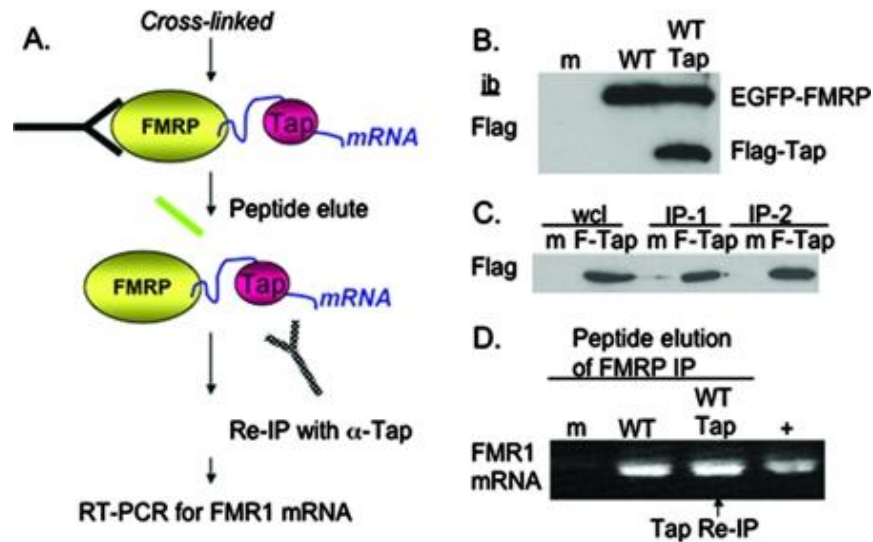 A.
Cross-linked
FMRP
Tap
mRNA
Peptide elute
FMRP
Tap
mRNA
Re-IP with α-Tap
RT-PCR for FMR1 mRNA
B.
WT
m WT Tap
ib
Flag
EGFP-FMRP
Flag-Tap
C.
wcl IP-1 IP-2
m F-Tap m F-Tap m F-Tap
Flag
D.
Peptide elution
of FMRP IP
WT
m WT Tap +
FMR1
mRNA
Tap Re-IP